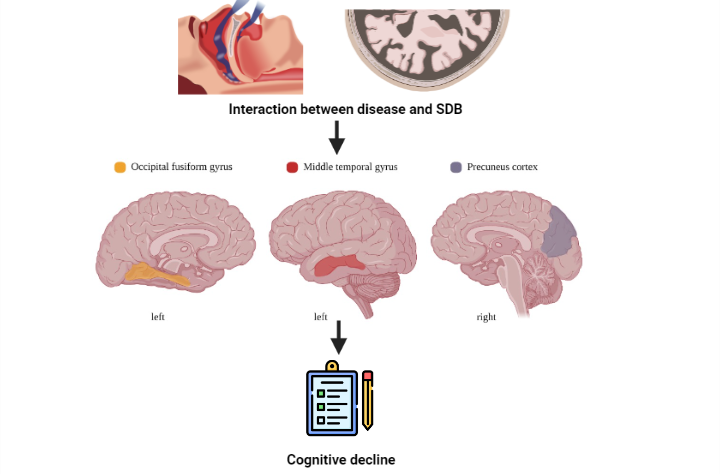 Interaction between disease and SDB
Occipital fusiform gyrus
Middle temporal gyrus
Precuneus cortex
left
left
right
Cognitive decline